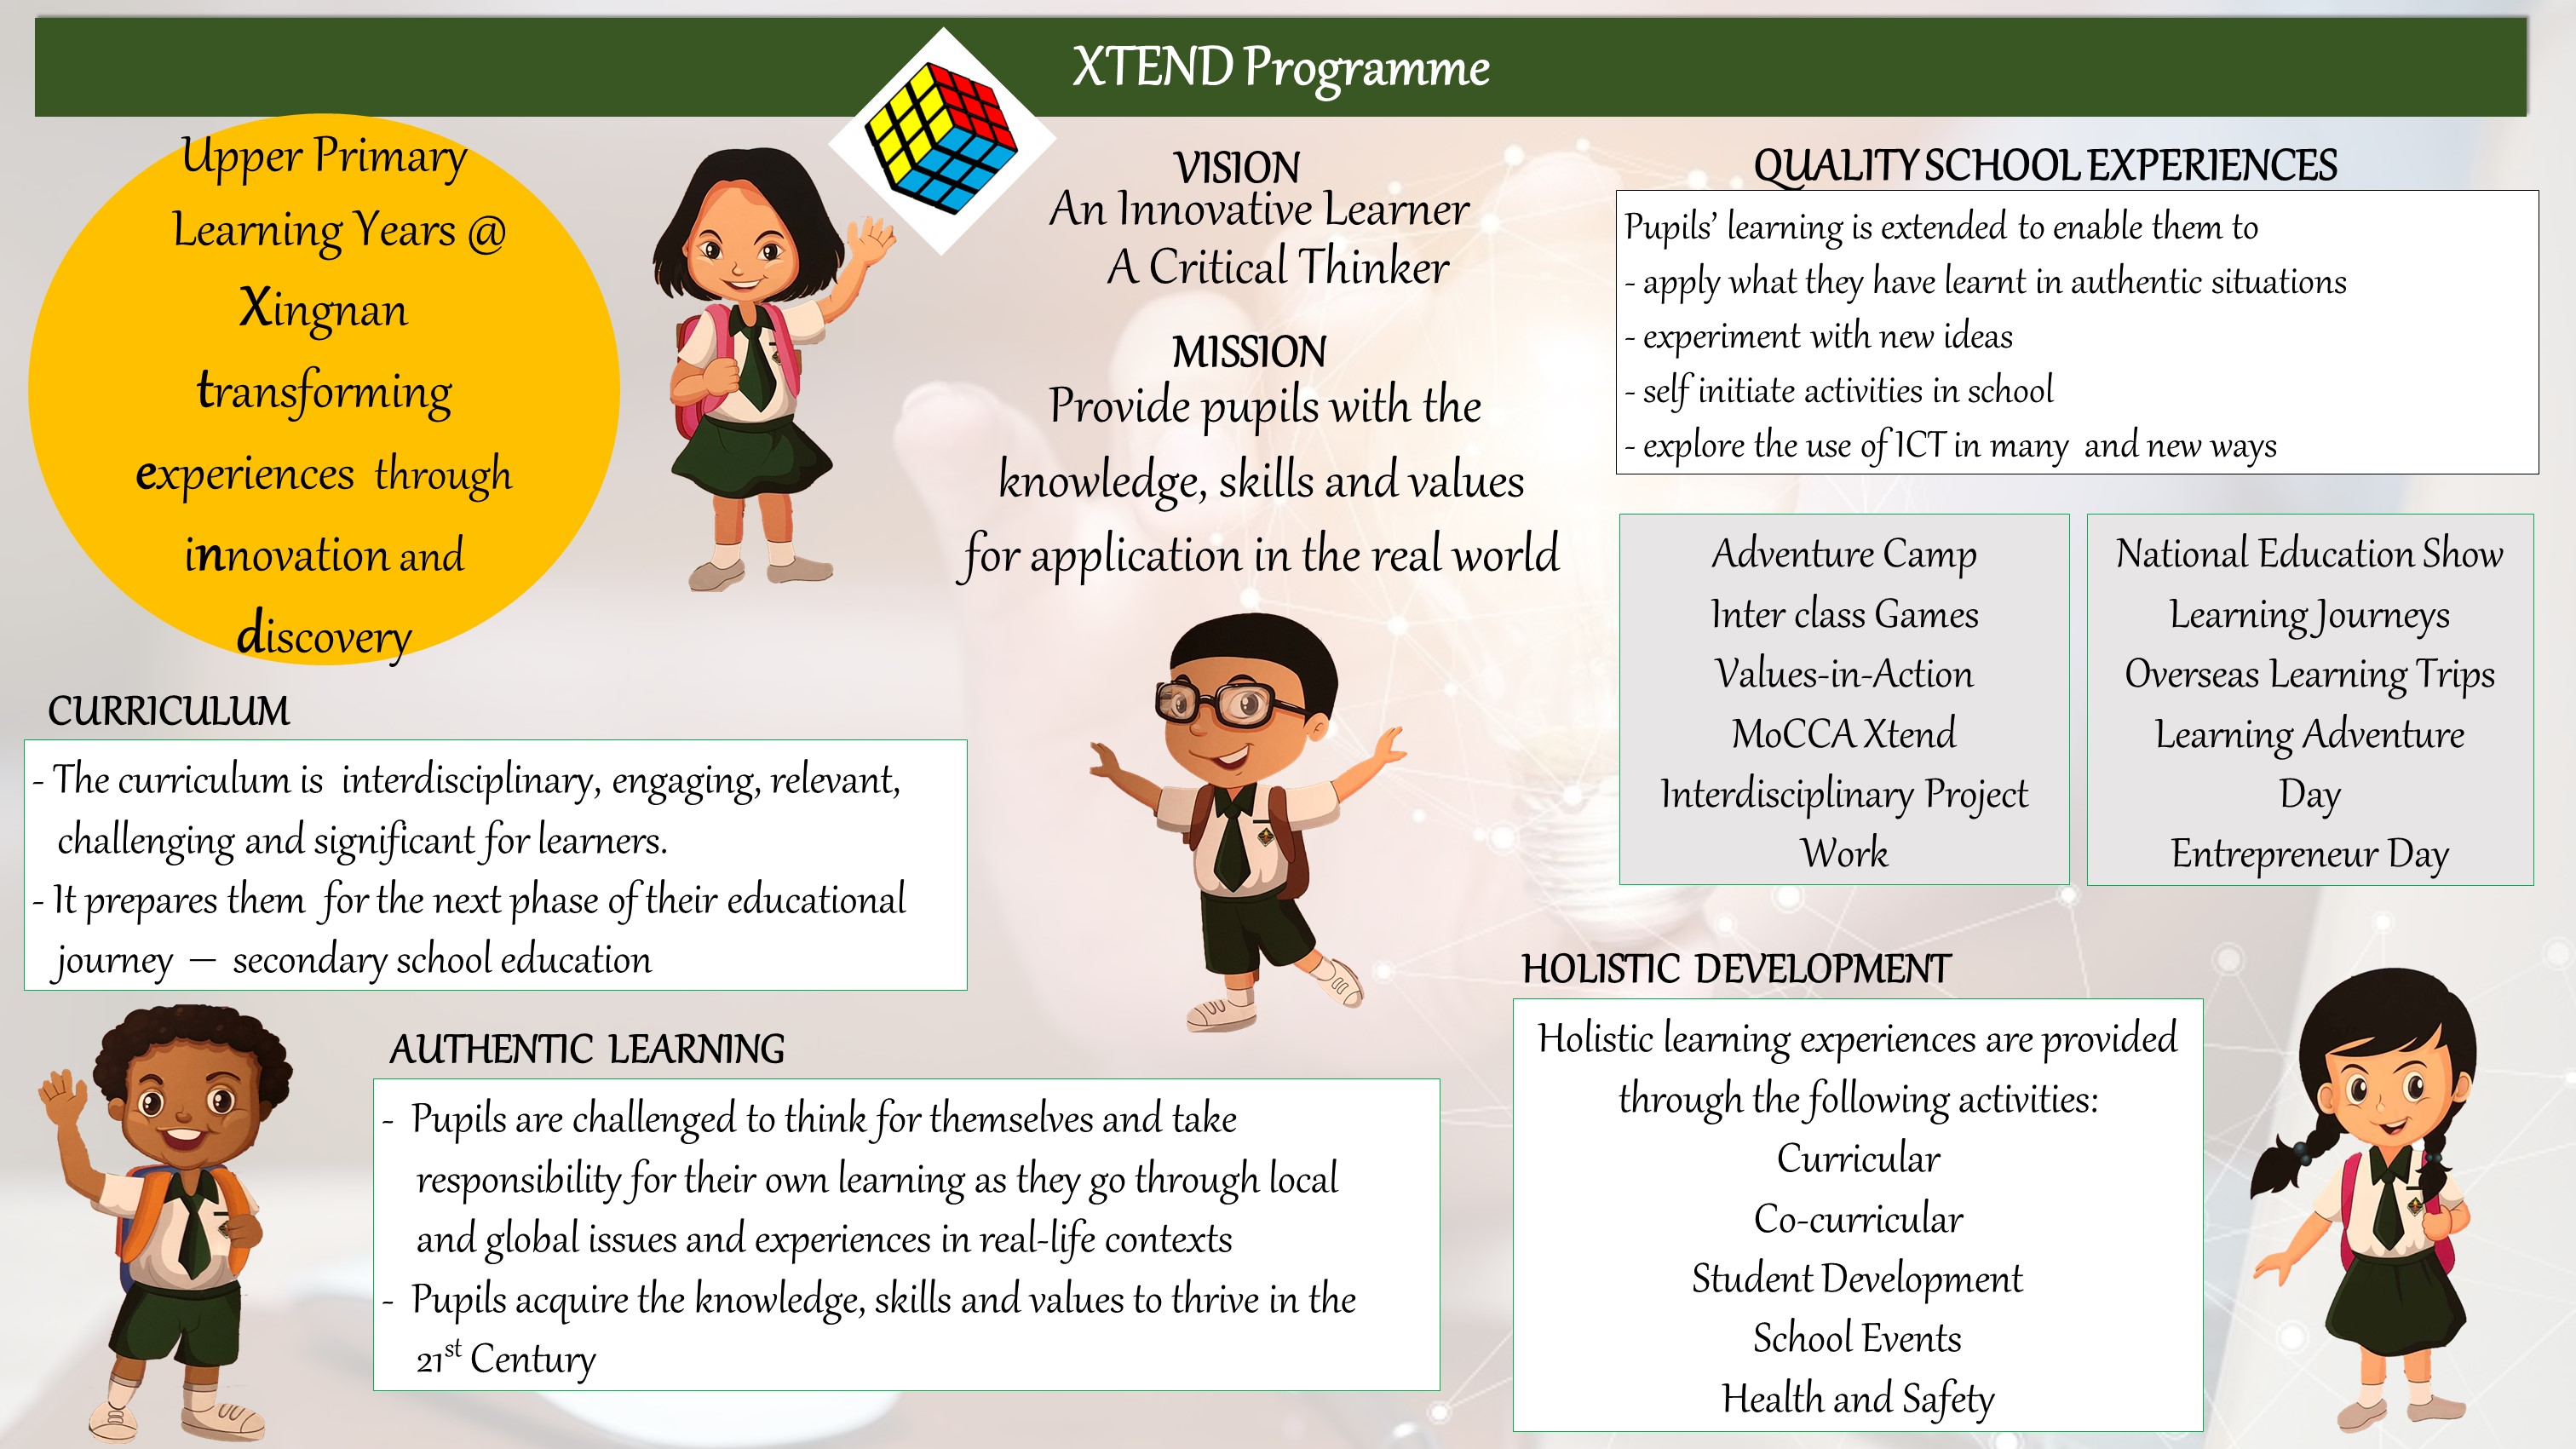 XTEND Programme
Upper Primary
Learning Years @
Xingnan
transforming
experiences through
innovation and
discovery
VISION
An Innovative Learner
A Critical Thinker
MISSION
Provide pupils with the
knowledge, skills and values
for application in the real world
QUALITY SCHOOL EXPERIENCES
Pupils’ learning is extended to enable them to
- apply what they have learnt in authentic situations
- experiment with new ideas
- self initiate activities in school
- explore the use of ICT in many and new ways
Adventure Camp
Inter class Games
Values-in-Action
MoCCA Xtend
Interdisciplinary Project
Work
National Education Show
Learning Journeys
Overseas Learning Trips
Learning Adventure
Day
Entrepreneur Day
CURRICULUM
- The curriculum is interdisciplinary, engaging, relevant,
challenging and significant for learners.
- It prepares them for the next phase of their educational
journey – secondary school education
AUTHENTIC LEARNING
- Pupils are challenged to think for themselves and take
responsibility for their own learning as they go through local
and global issues and experiences in real-life contexts
- Pupils acquire the knowledge, skills and values to thrive in the
21st Century
HOLISTIC DEVELOPMENT
Holistic learning experiences are provided
through the following activities:
Curricular
Co-curricular
Student Development
School Events
Health and Safety